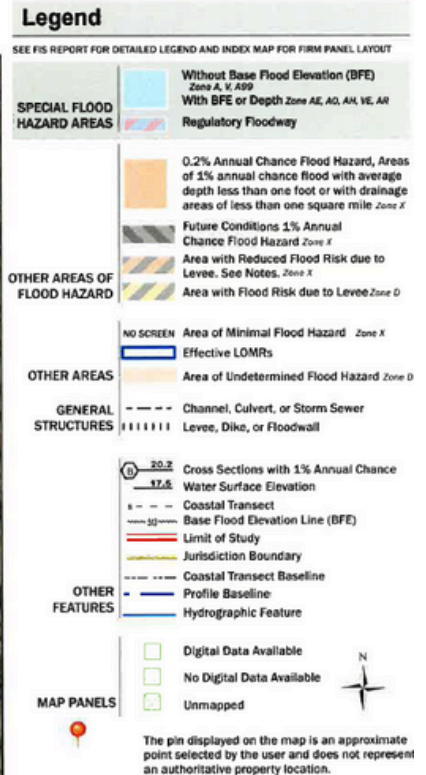 Legend
SEE FIS REPORT FOR DETAILED LEGEND AND INDEX MAP FOR FIRM PANEL LAYOUT
SPECIAL FLOOD
HAZARD AREAS
Without Base Flood Elevation (BFE)
Zone A, V, A99
With BFE or Depth Zone AE, AO, AH, VE, AR
Regulatory Floodway
OTHER AREAS OF
FLOOD HAZARD
0.2% Annual Chance Flood Hazard, Areas
of 1% annual chance flood with average
depth less than one foot or with drainage
areas of less than one square mile Zone X
Future Conditions 1% Annual
Chance Flood Hazard Zone X
Area with Reduced Flood Risk due to
Levee. See Notes. Zone X
Area with Flood Risk due to Levee Zone D
OTHER AREAS
NO SCREEN Area of Minimal Flood Hazard Zone X
Effective LOMRs
Area of Undetermined Flood Hazard Zone D
GENERAL
STRUCTURES
Channel, Culvert, or Storm Sewer
Levee, Dike, or Floodwall
OTHER
FEATURES
B 20.2 Cross Sections with 1% Annual Chance
17.5 Water Surface Elevation
8 Coastal Transect
Base Flood Elevation Line (BFE)
Limit of Study
Jurisdiction Boundary
Coastal Transect Baseline
Profile Baseline
Hydrographic Feature
MAP PANELS
Digital Data Available
No Digital Data Available
Unmapped
N
The pin displayed on the map is an approximate
point selected by the user and does not represent
an authoritative property location.